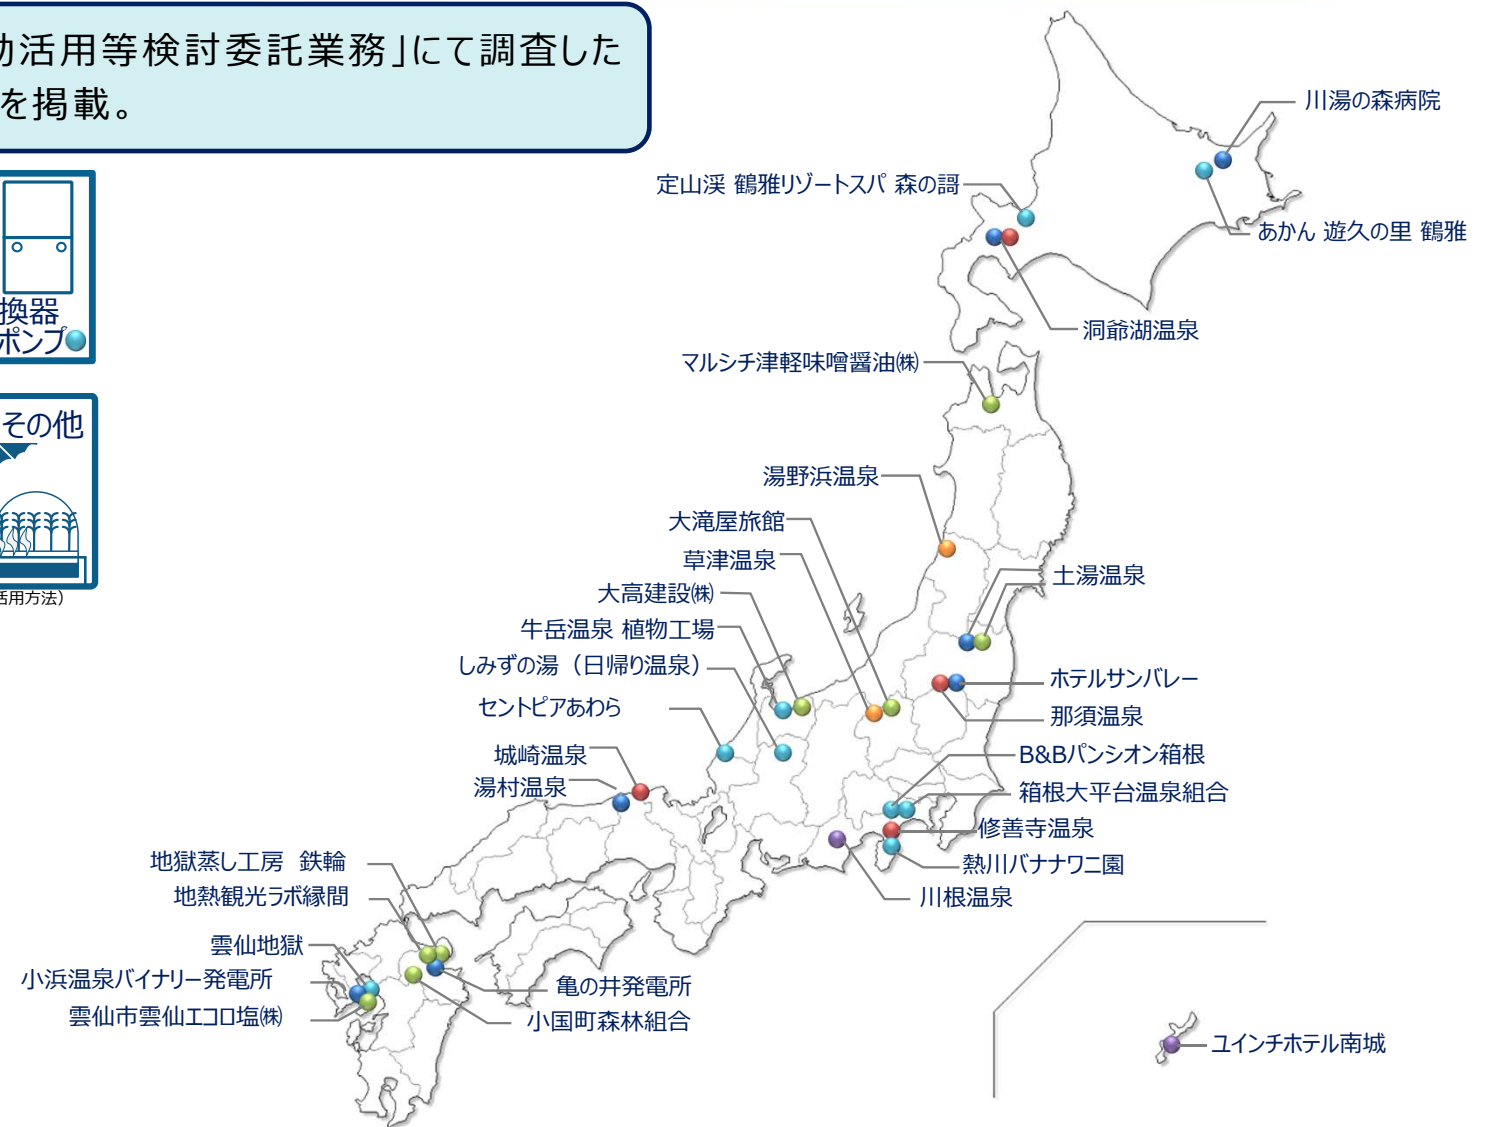 効活用等検討委託業務」にて調査した
を掲載。
換器
ポンプ
その他
活用方法)
川湯の森病院
定山渓 鶴雅リゾートスパ 森の謌
あかん 遊久の里 鶴雅
洞爺湖温泉
マルシチ津軽味噌醤油㈱
湯野浜温泉
大滝屋旅館
草津温泉
土湯温泉
大高建設㈱
牛岳温泉 植物工場
しみずの湯（日帰り温泉）
ホテルサンバレー
セントピアあわら
那須温泉
城崎温泉
B&Bパンシオン箱根
湯村温泉
箱根大平台温泉組合
修善寺温泉
地獄蒸し工房 鉄輪
熱川バナナワニ園
地熱観光ラボ縁間
川根温泉
雲仙地獄
小浜温泉バイナリー発電所
亀の井発電所
雲仙市雲仙エコロ塩㈱
小国町森林組合
ユインチホテル南城